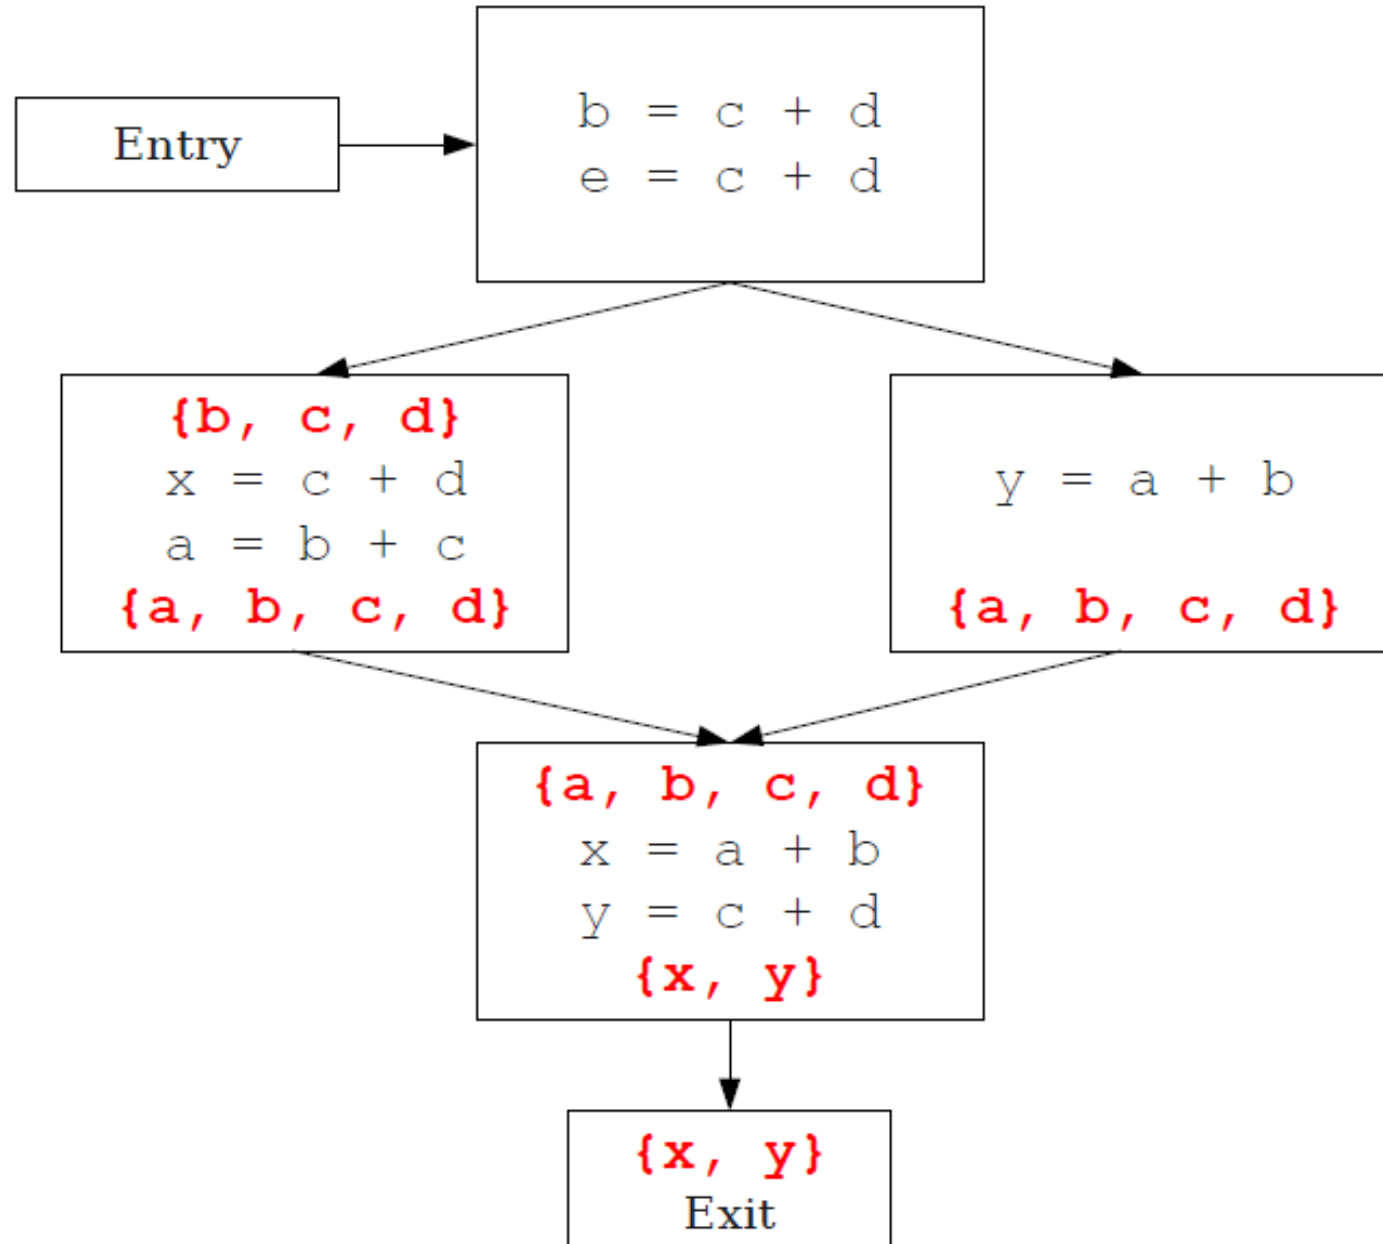 Entry
b = c + d
e = c + d
{b, c, d}
x = c + d
a = b + c
{a, b, c, d}
y = a + b
{a, b, c, d}
{a, b, c, d}
x = a + b
y = c + d
{x, y}
{x, y}
Exit